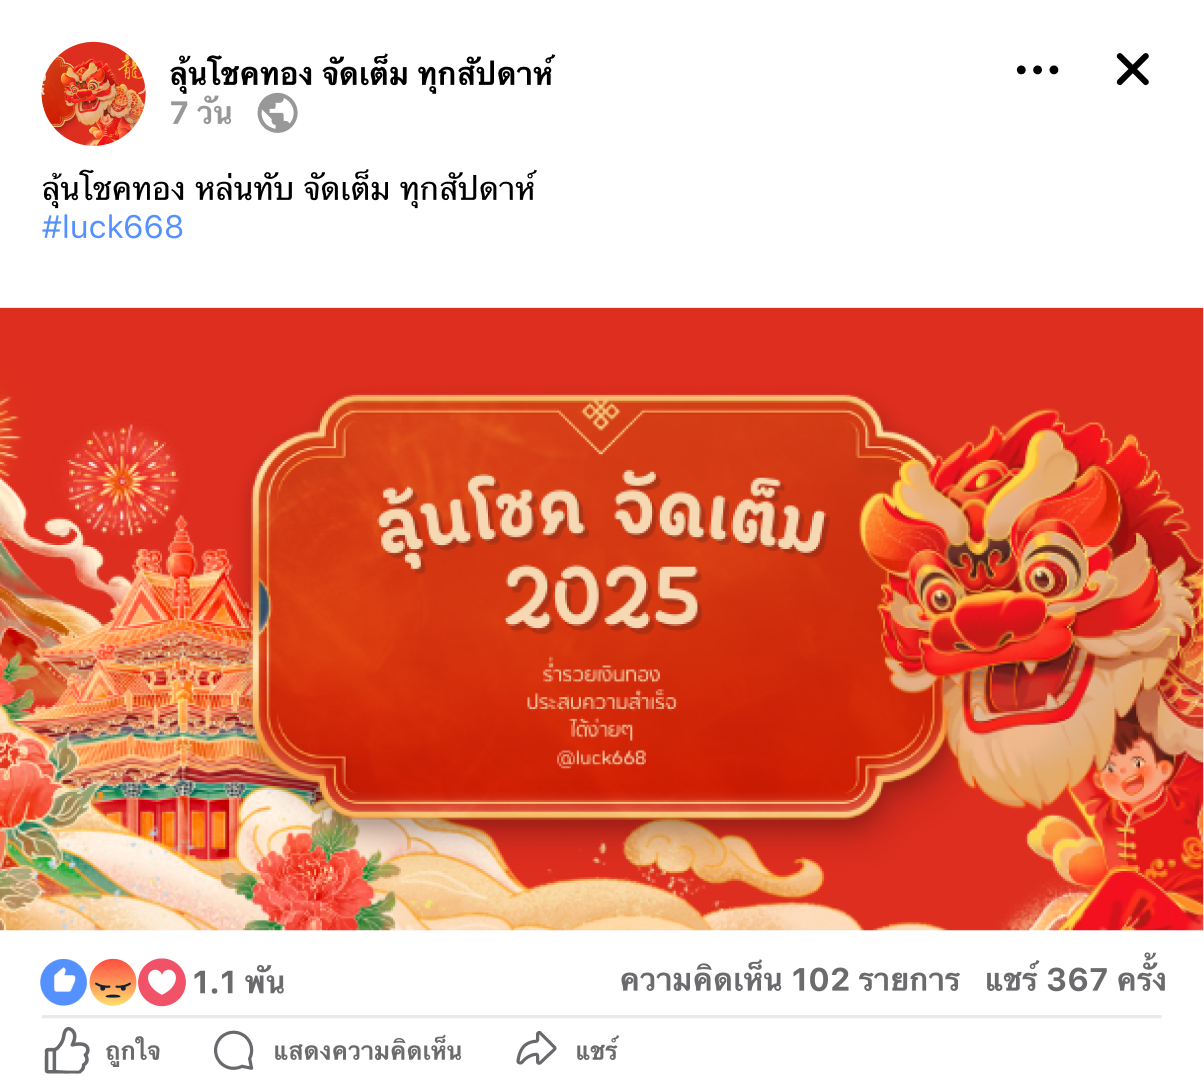 ลุ้นโชคทอง จัดเต็ม ทุกสัปดาห์
7 วัน
ลุ้นโชคทอง หล่นทับ จัดเต็ม ทุกสัปดาห์
#luck668
龍
ลุ้นโชค จัดเต็ม
2025
ร่ำรวยเงินทอง
ประสบความสำเร็จ
ได้ง่ายๆ
@luck668
1.1 พัน
ความคิดเห็น 102 รายการ แชร์ 367 ครั้ง
ถูกใจ แสดงความคิดเห็น แชร์